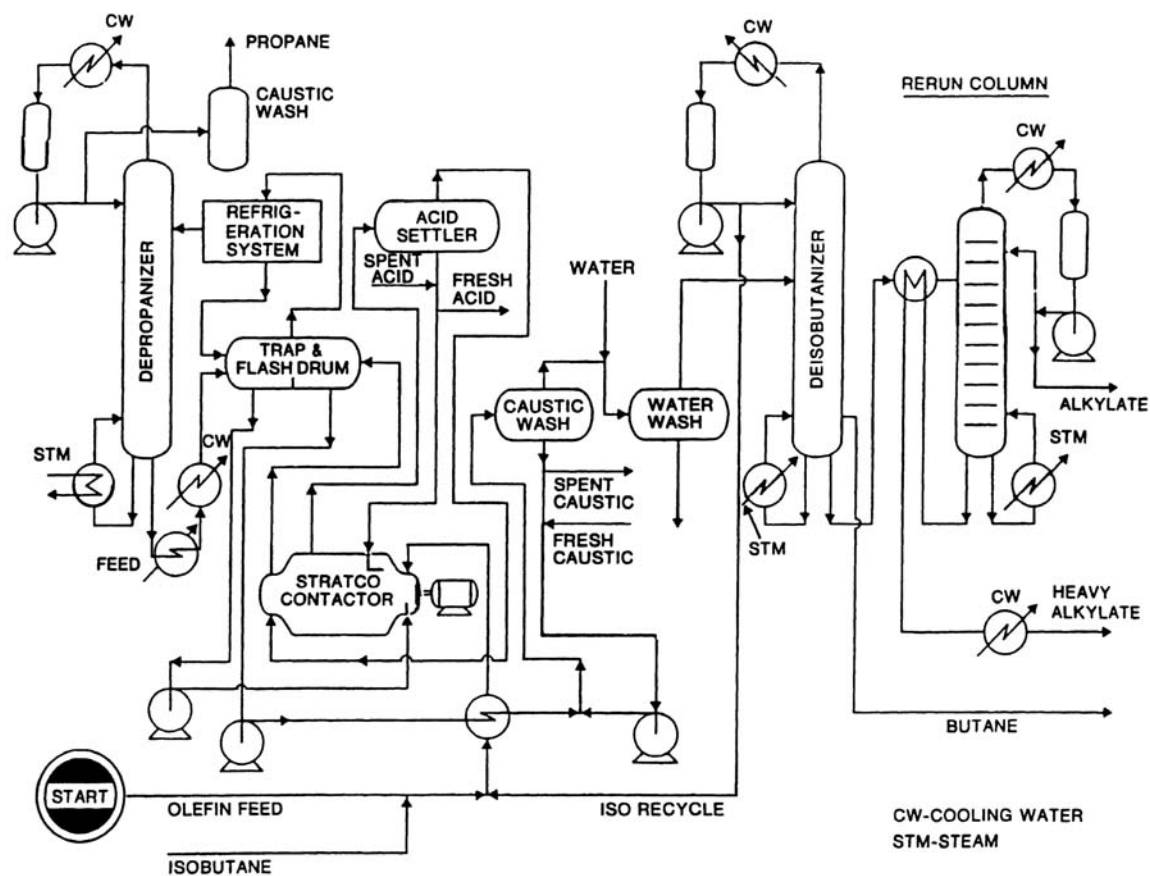 CW
PROPANE
CAUSTIC
WASH
CW
RERUN COLUMN
CW
DEPROPANIZER
REFRIG-
ERATION
SYSTEM
ACID
SETTLER
SPENT
ACID
FRESH
ACID
WATER
DEISOBUTANIZER
TRAP &
FLASH DRUM
CAUSTIC
WASH
WATER
WASH
ALKYLATE
STM
CW
STM
SPENT
CAUSTIC
FRESH
CAUSTIC
STM
FEED
STRATCO
CONTACTOR
CW
HEAVY
ALKYLATE
BUTANE
START
OLEFIN FEED
ISO RECYCLE
ISOBUTANE
CW-COOLING WATER
STM-STEAM